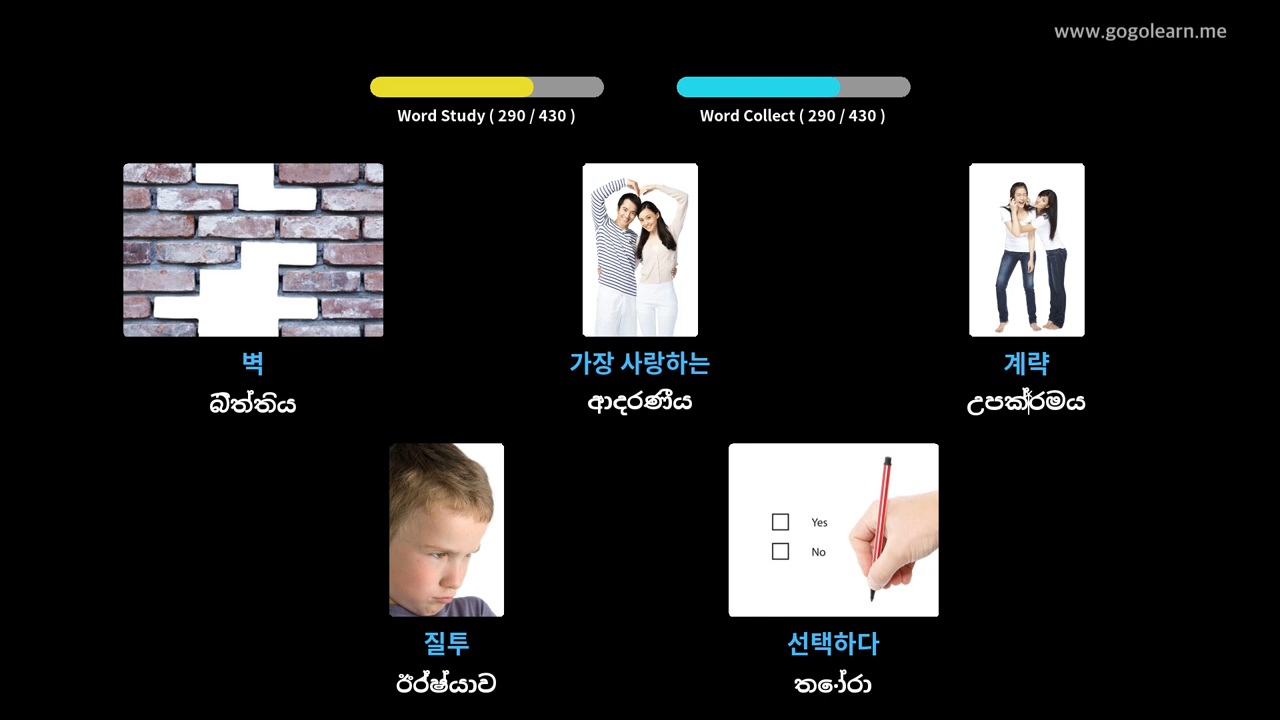 www.gogolearn.me
Word Study ( 290 / 430 )
Word Collect ( 290 / 430 )
벽
බිත්තිය
가장 사랑하는
ආදරණීය
계략
උපක්‍රමය
Yes
No
질투
ඊර්ෂ්යාව
선택하다
තෝරා